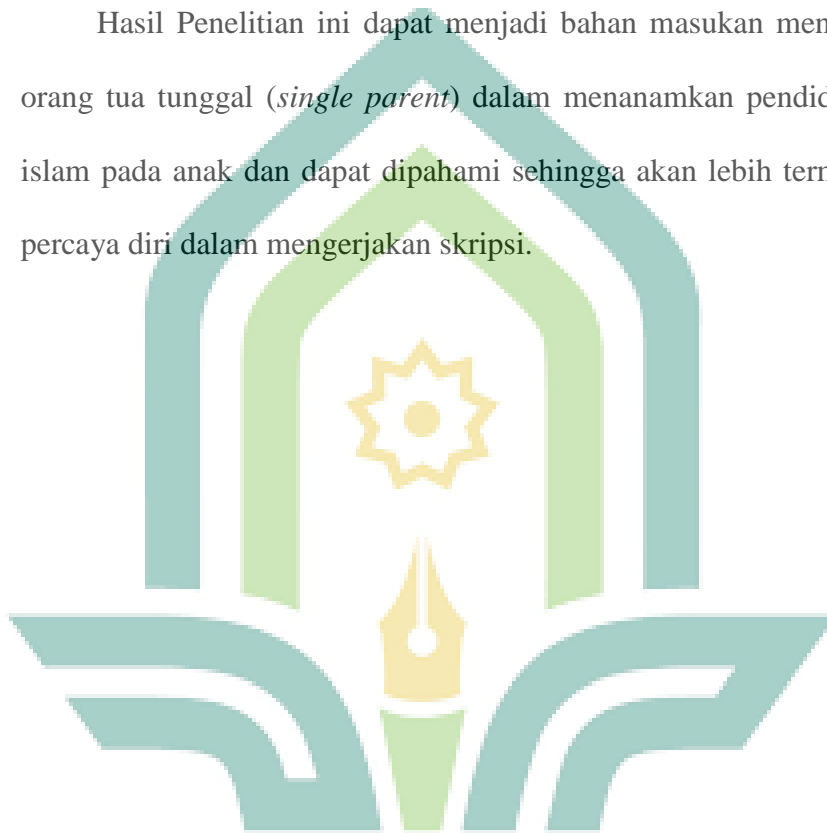 Hasil Penelitian ini dapat menjadi bahan masukan men
orang tua tunggal (single parent) dalam menanamkan pendid
islam pada anak dan dapat dipahami sehingga akan lebih tern
percaya diri dalam mengerjakan skripsi.